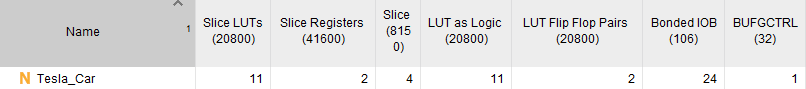 Name 1
Slice LUTs
(20800)
Slice Registers
(41600)
Slice
(815
0)
LUT as Logic
(20800)
LUT Flip Flop Pairs
(20800)
Bonded IOB
(106)
BUFGCTRL
(32)
N Tesla_Car 11 2 4 11 2 24 1